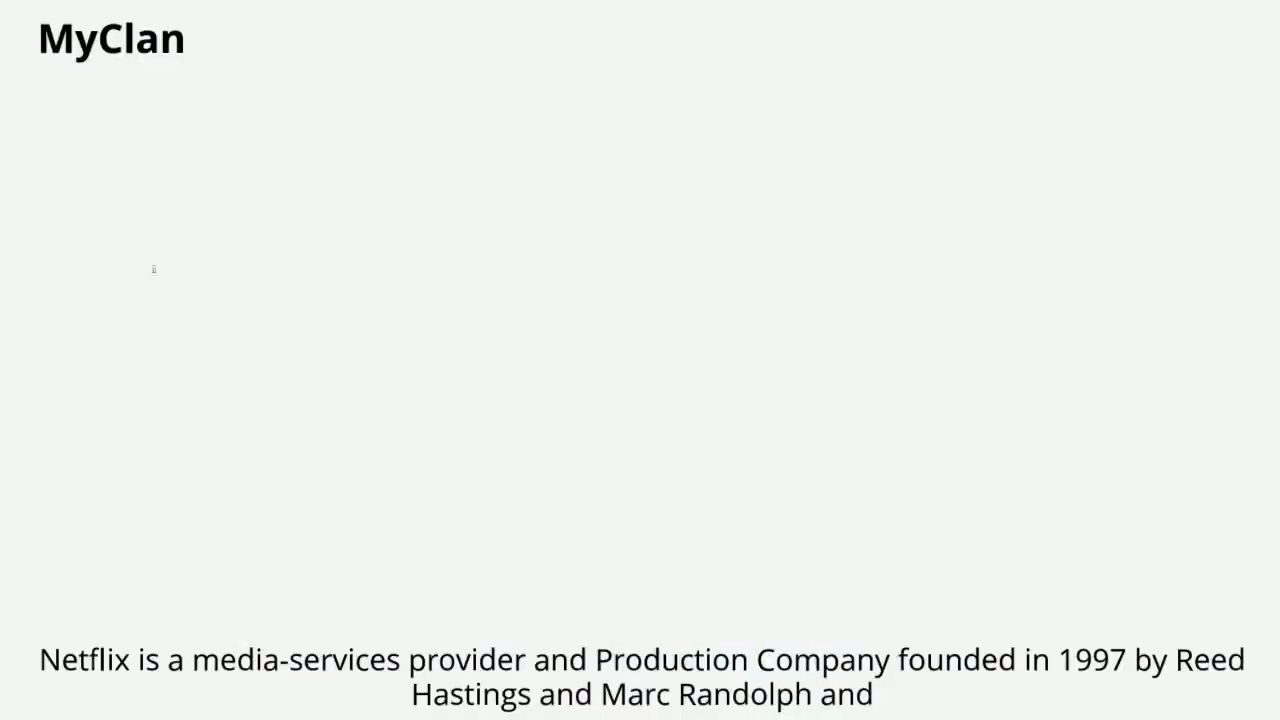 MyClan
Netflix is a media-services provider and Production Company founded in 1997 by Reed
Hastings and Marc Randolph and